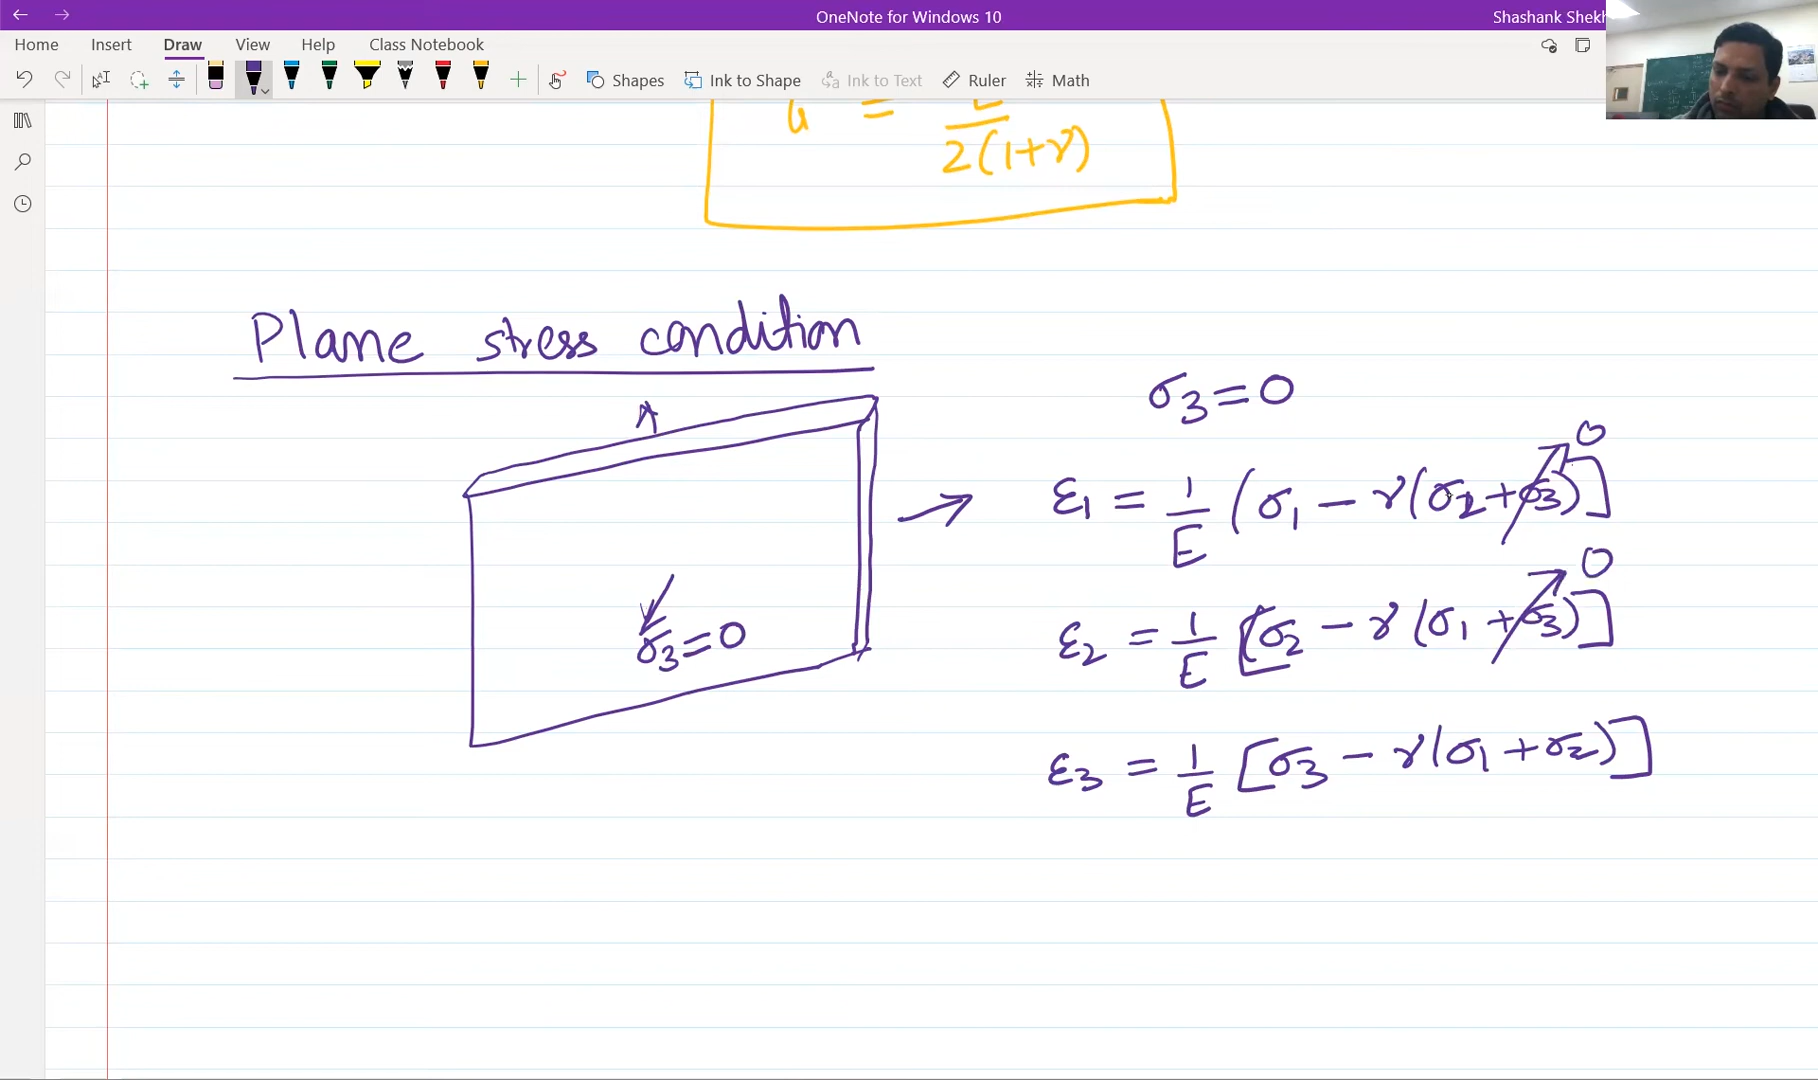 OneNote for Windows 10
Shashank Shekh
Home Insert Draw View Help Class Notebook
Shapes Ink to Shape Ink to Text Ruler Math
G =
2(1+ν)
Plane stress condition
σ3=0
ε1 = 1/E (σ1 - ν(σ2+σ3)] 0
σ3=0
ε2 = 1/E [σ2 - ν(σ1+σ3)] 0
ε3 = 1/E [σ3 - ν(σ1+σ2)]